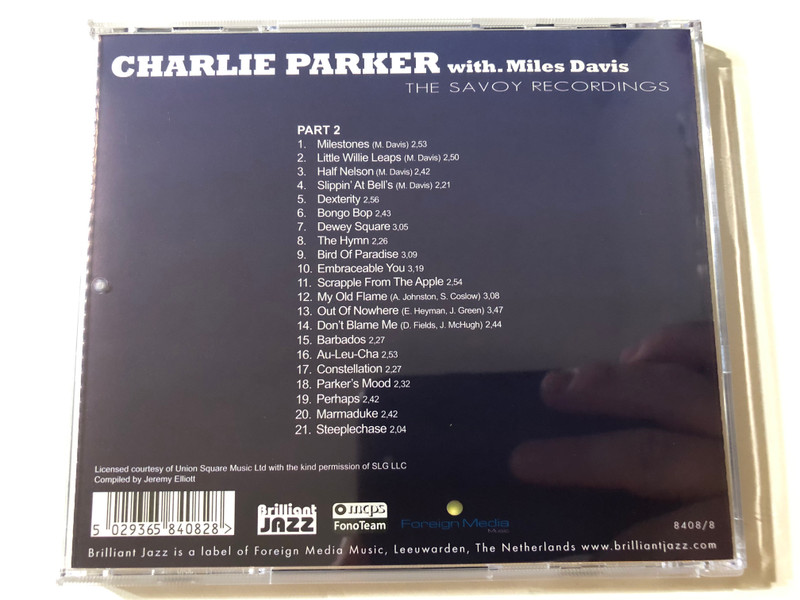 CHARLIE PARKER with. Miles Davis
THE SAVOY RECORDINGS
PART 2
1. Milestones (M. Davis) 2,53
2. Little Willie Leaps (M. Davis) 2,50
3. Half Nelson (M. Davis) 2,42
4. Slippin' At Bell's (M. Davis) 2,21
5. Dexterity 2.56
6. Bongo Bop 2,43
7. Dewey Square 3,05
8. The Hymn 2,26
9. Bird Of Paradise 3,09
10. Embraceable You 3,19
11. Scrapple From The Apple 2,54
12. My Old Flame (A. Johnston, S. Coslow) 3,08
13. Out Of Nowhere (E. Heyman, J. Green) 3,47
14. Don't Blame Me (D. Fields, J. McHugh) 2,44
15. Barbados 2,27
16. Au-Leu-Cha 2,53
17. Constellation 2,27
18. Parker's Mood 2,32
19. Perhaps 2,42
20. Marmaduke 2,42
21. Steeplechase 2,04
Licensed courtesy of Union Square Music Ltd with the kind permission of SLG LLC
Compiled by Jeremy Elliott
5 029365 840828 >
Brilliant JAZZ
mcps
FonoTeam
Foreign Media
Music
8408/8
Brilliant Jazz is a label of Foreign Media Music, Leeuwarden, The Netherlands www.brilliantjazz.com